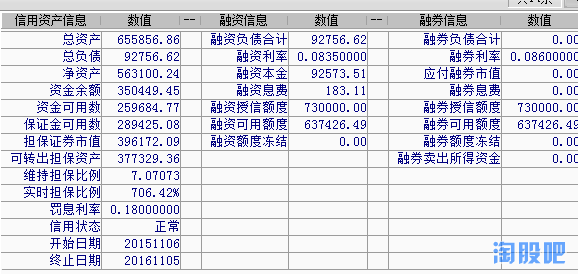 信用资产信息 数值 -- 融资信息 数值 -- 融券信息 数值
总资产 655856.86 融资负债合计 92756.62 融券负债合计 0.00
总负债 92756.62 融资利率 0.08350000 融券利率 0.08600000
净资产 563100.24 融资本金 92573.51 应付融券市值 0.00
资金余额 350449.45 融资息费 183.11 融券息费 0.00
资金可用数 259684.77 融资授信额度 730000.00 融券授信额度 730000.00
保证金可用数 289425.08 融资可用额度 637426.49 融券可用额度 637426.49
担保证券市值 396172.09 融资额度冻结 0.00 融券额度冻结 0.00
可转出担保资产 377329.36 融券卖出所得资金 0.00
维持担保比例 7.07073
实时担保比例 706.42%
罚息利率 0.18000000
信用状态 正常
开始日期 20151106
终止日期 20161105
淘股吧